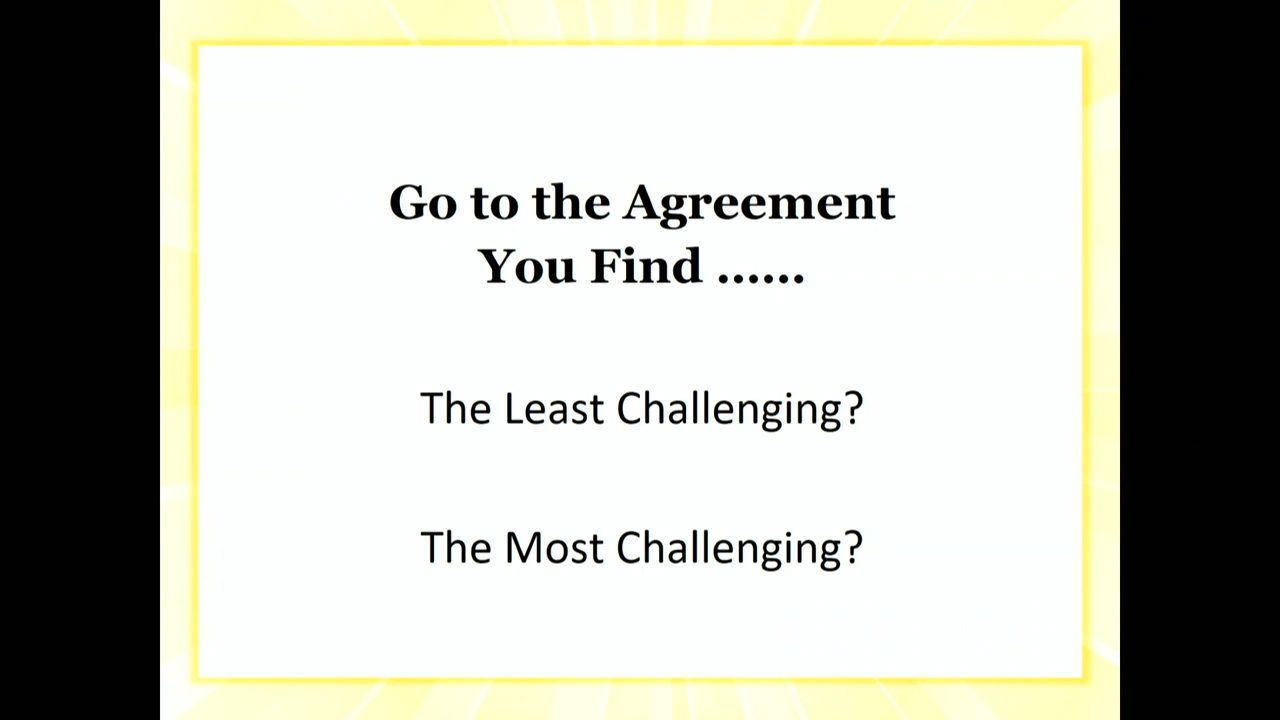 Go to the Agreement
You Find ......
The Least Challenging?
The Most Challenging?